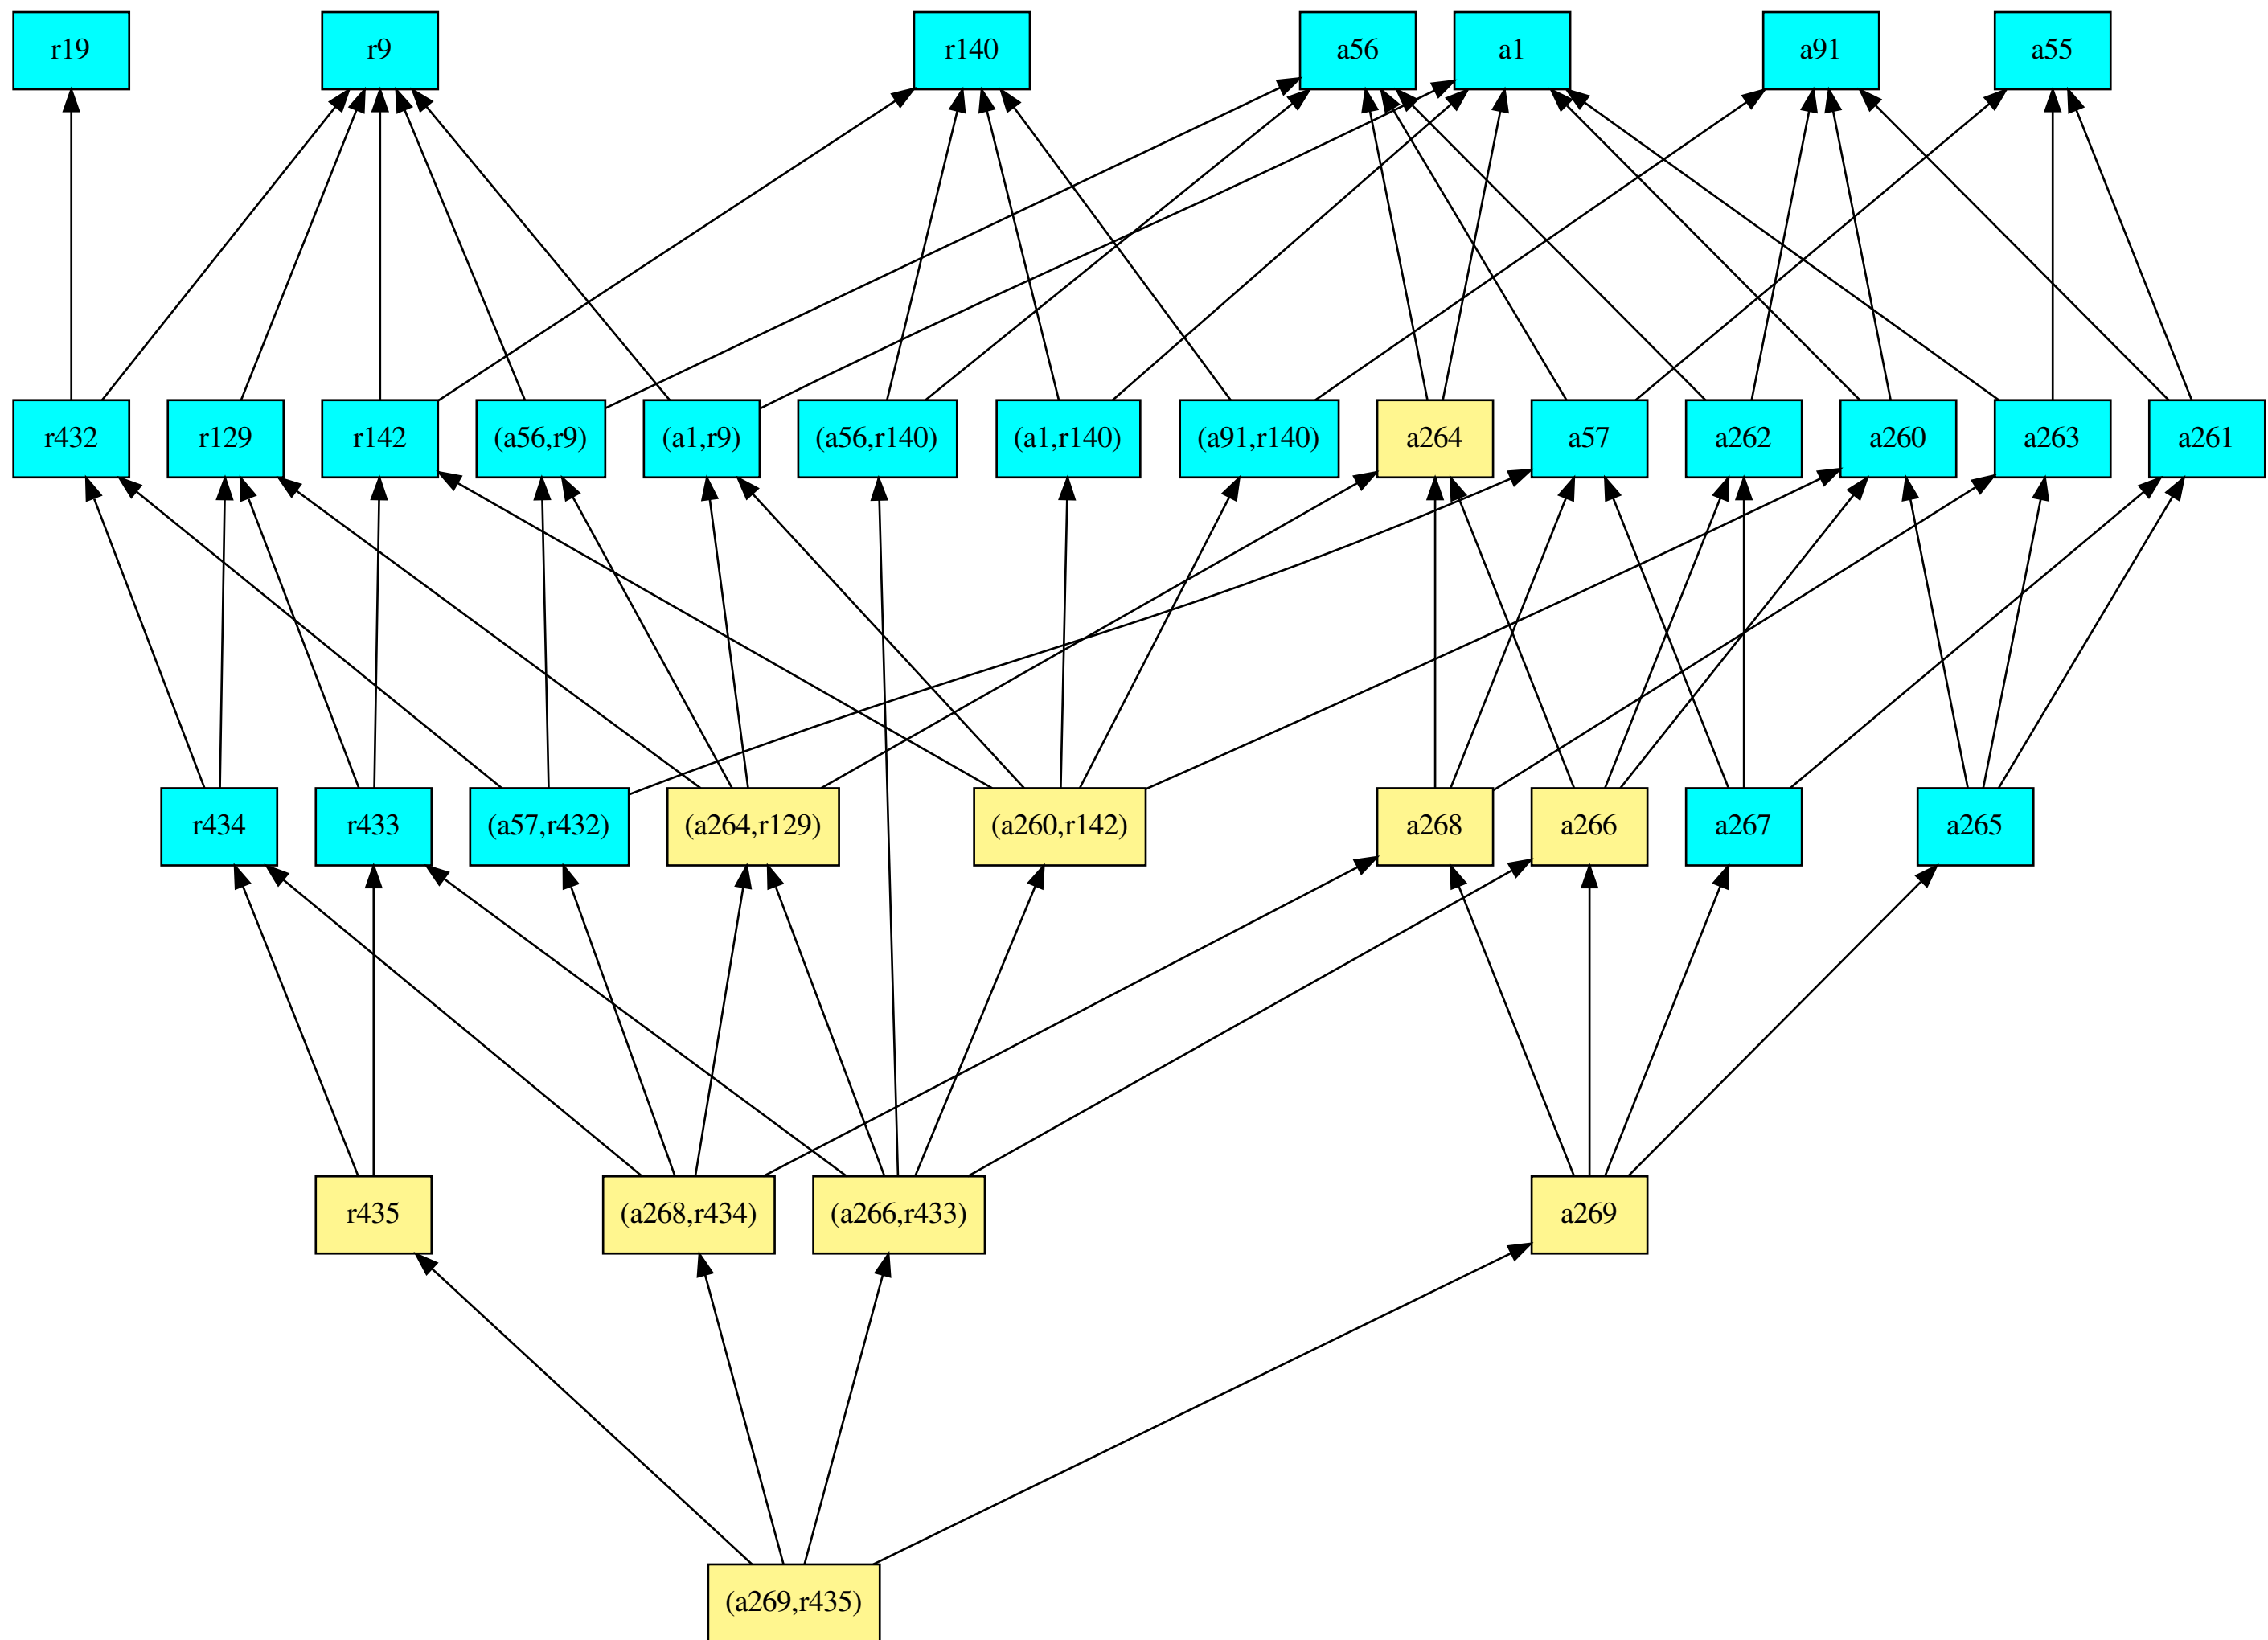 r19
r9
r140
a56
a1
a91
a55
r432
r129
r142
(a56,r9)
(a1,r9)
(a56,r140)
(a1,r140)
(a91,r140)
a264
a57
a262
a260
a263
a261
r434
r433
(a57,r432)
(a264,r129)
(a260,r142)
a268
a266
a267
a265
r435
(a268,r434)
(a266,r433)
a269
(a269,r435)